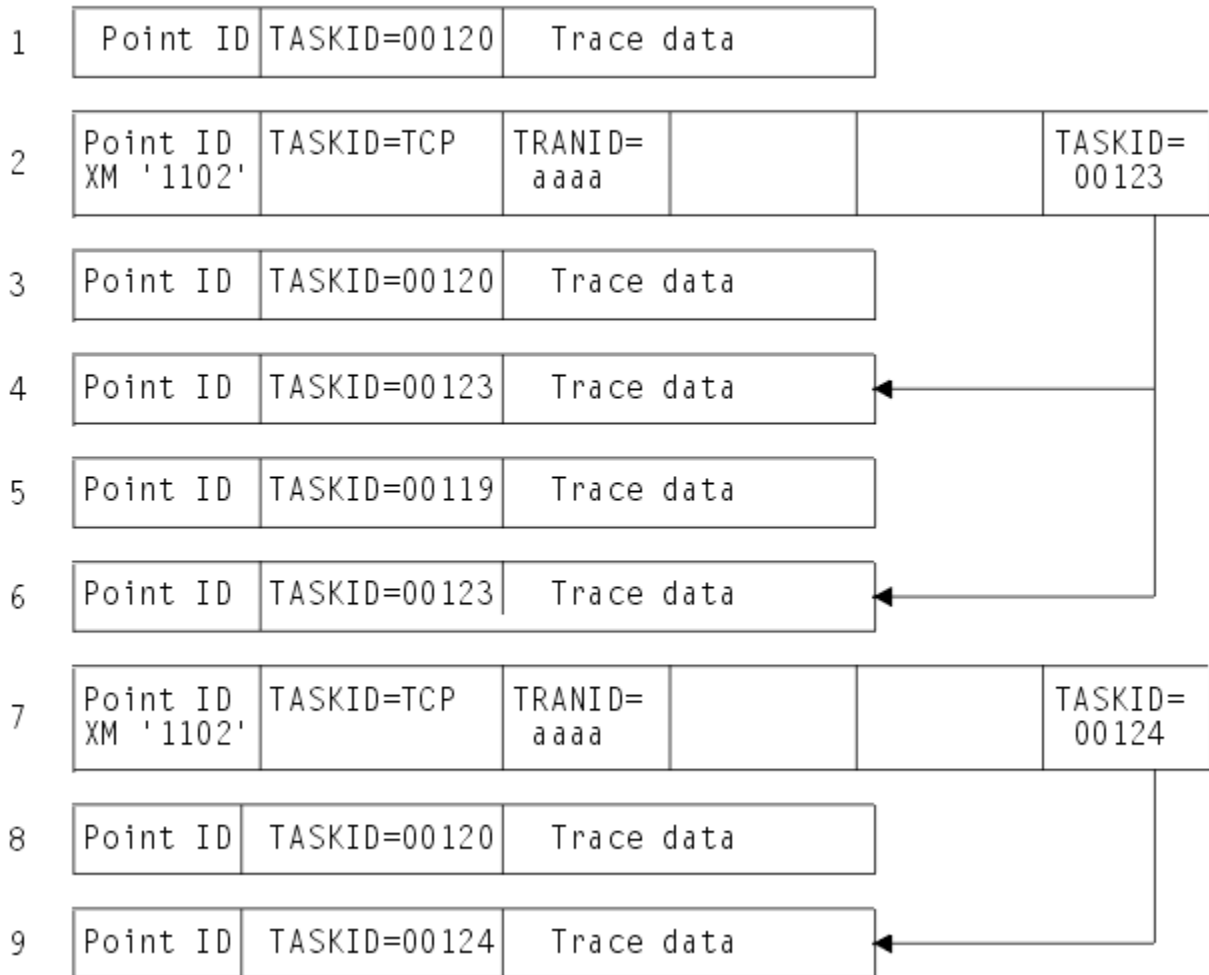 1 Point ID TASKID=00120 Trace data
2 Point ID TASKID=TCP TRANID= TASKID=
XM '1102' aaaa 00123
3 Point ID TASKID=00120 Trace data
4 Point ID TASKID=00123 Trace data
5 Point ID TASKID=00119 Trace data
6 Point ID TASKID=00123 Trace data
7 Point ID TASKID=TCP TRANID= TASKID=
XM '1102' aaaa 00124
8 Point ID TASKID=00120 Trace data
9 Point ID TASKID=00124 Trace data